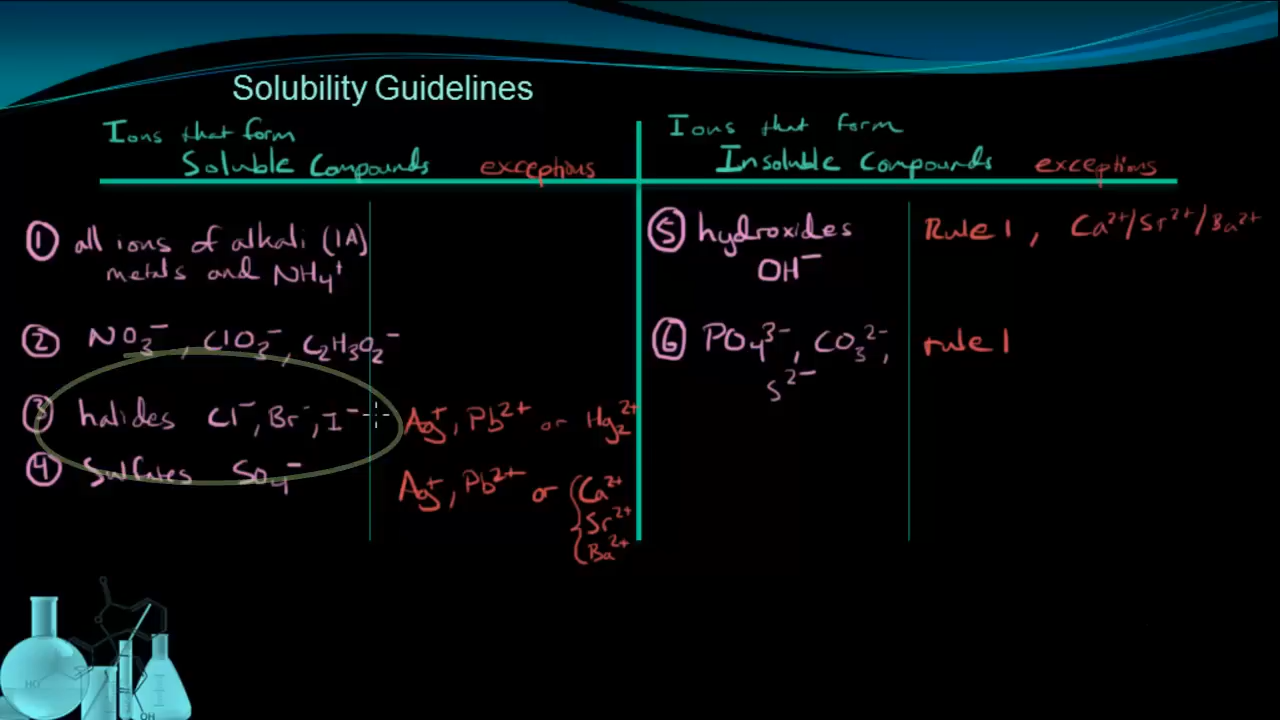 Solubility Guidelines
Ions that form
Soluble Compounds exceptions
① all ions of alkali (1A)
metals and NH₄⁺
② NO₃⁻, ClO₃⁻, C₂H₃O₂⁻
③ halides Cl⁻, Br⁻, I⁻ Ag⁺, Pb²⁺ or Hg₂²⁺
④ Sulfates SO₄⁻ Ag⁺, Pb²⁺ or Ca²⁺
Sr²⁺
Ba²⁺
Ions that form
Insoluble Compounds exceptions
⑤ hydroxides Rule 1, Ca²⁺/Sr²⁺/Ba²⁺
OH⁻
⑥ PO₄³⁻, CO₃²⁻, rule 1
S²⁻
HO
O
OH